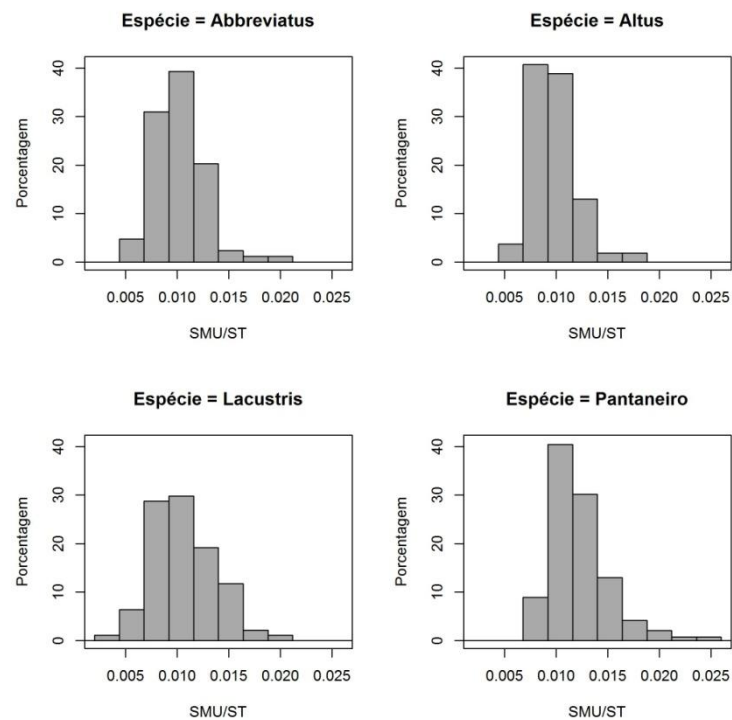 Espécie = Abbreviatus
Porcentagem
40
30
20
10
0
0.005 0.010 0.015 0.020 0.025
SMU/ST
Espécie = Altus
Porcentagem
40
30
20
10
0
0.005 0.010 0.015 0.020 0.025
SMU/ST
Espécie = Lacustris
Porcentagem
40
30
20
10
0
0.005 0.010 0.015 0.020 0.025
SMU/ST
Espécie = Pantaneiro
Porcentagem
40
30
20
10
0
0.005 0.010 0.015 0.020 0.025
SMU/ST